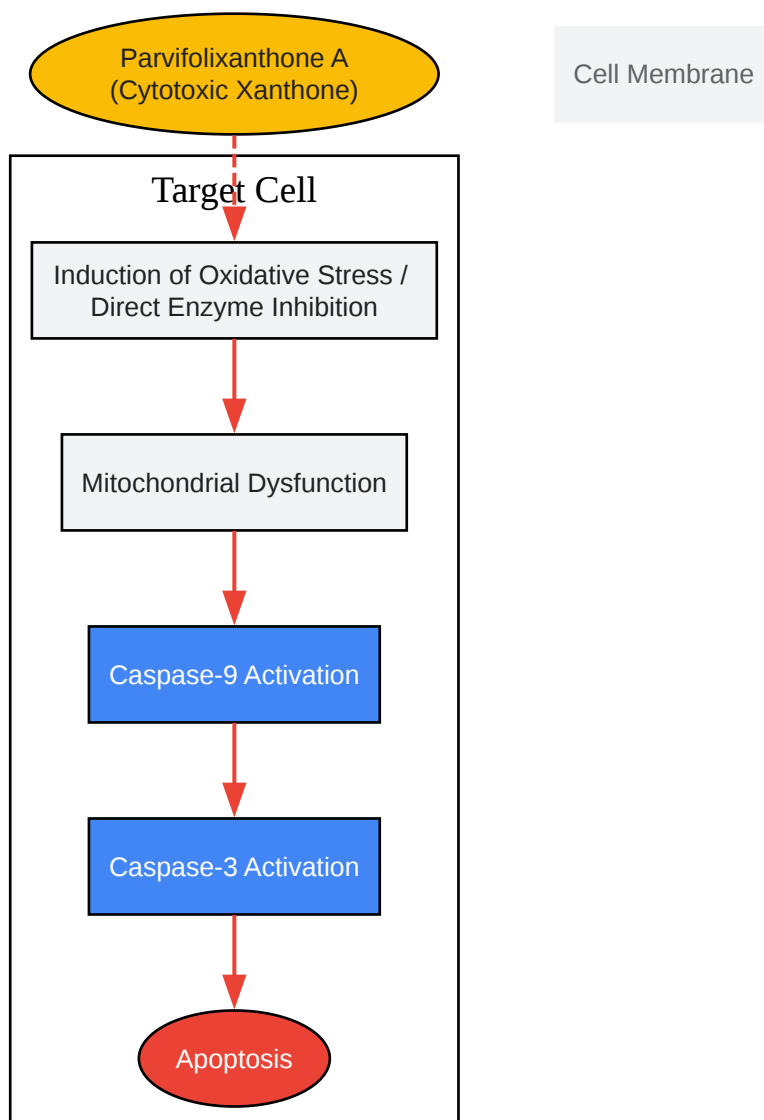 Parvifolixanthone A
(Cytotoxic Xanthone)
Cell Membrane
Target Cell
Induction of Oxidative Stress /
Direct Enzyme Inhibition
Mitochondrial Dysfunction
Caspase-9 Activation
Caspase-3 Activation
Apoptosis